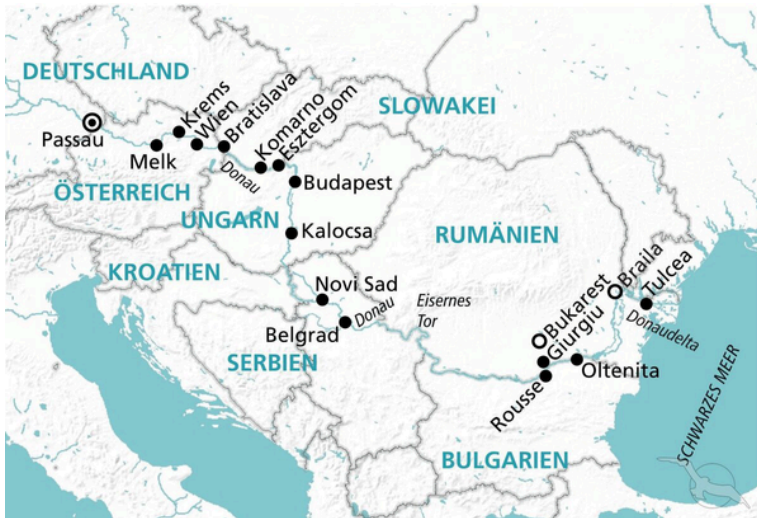 DEUTSCHLAND
Krems
Wien
Bratislava
SLOWAKEI
Passau
Melk
Donau
Komarno
Esztergom
ÖSTERREICH
Budapest
UNGARN
Kalocsa
RUMÄNIEN
KROATIEN
Novi Sad
Donau
Eisernes
Tor
Belgrad
SERBIEN
Bukarest
Giurgiu
Braila
Tulcea
Donaudelta
Oltenita
Rousse
BULGARIEN
SCHWARZES MEER